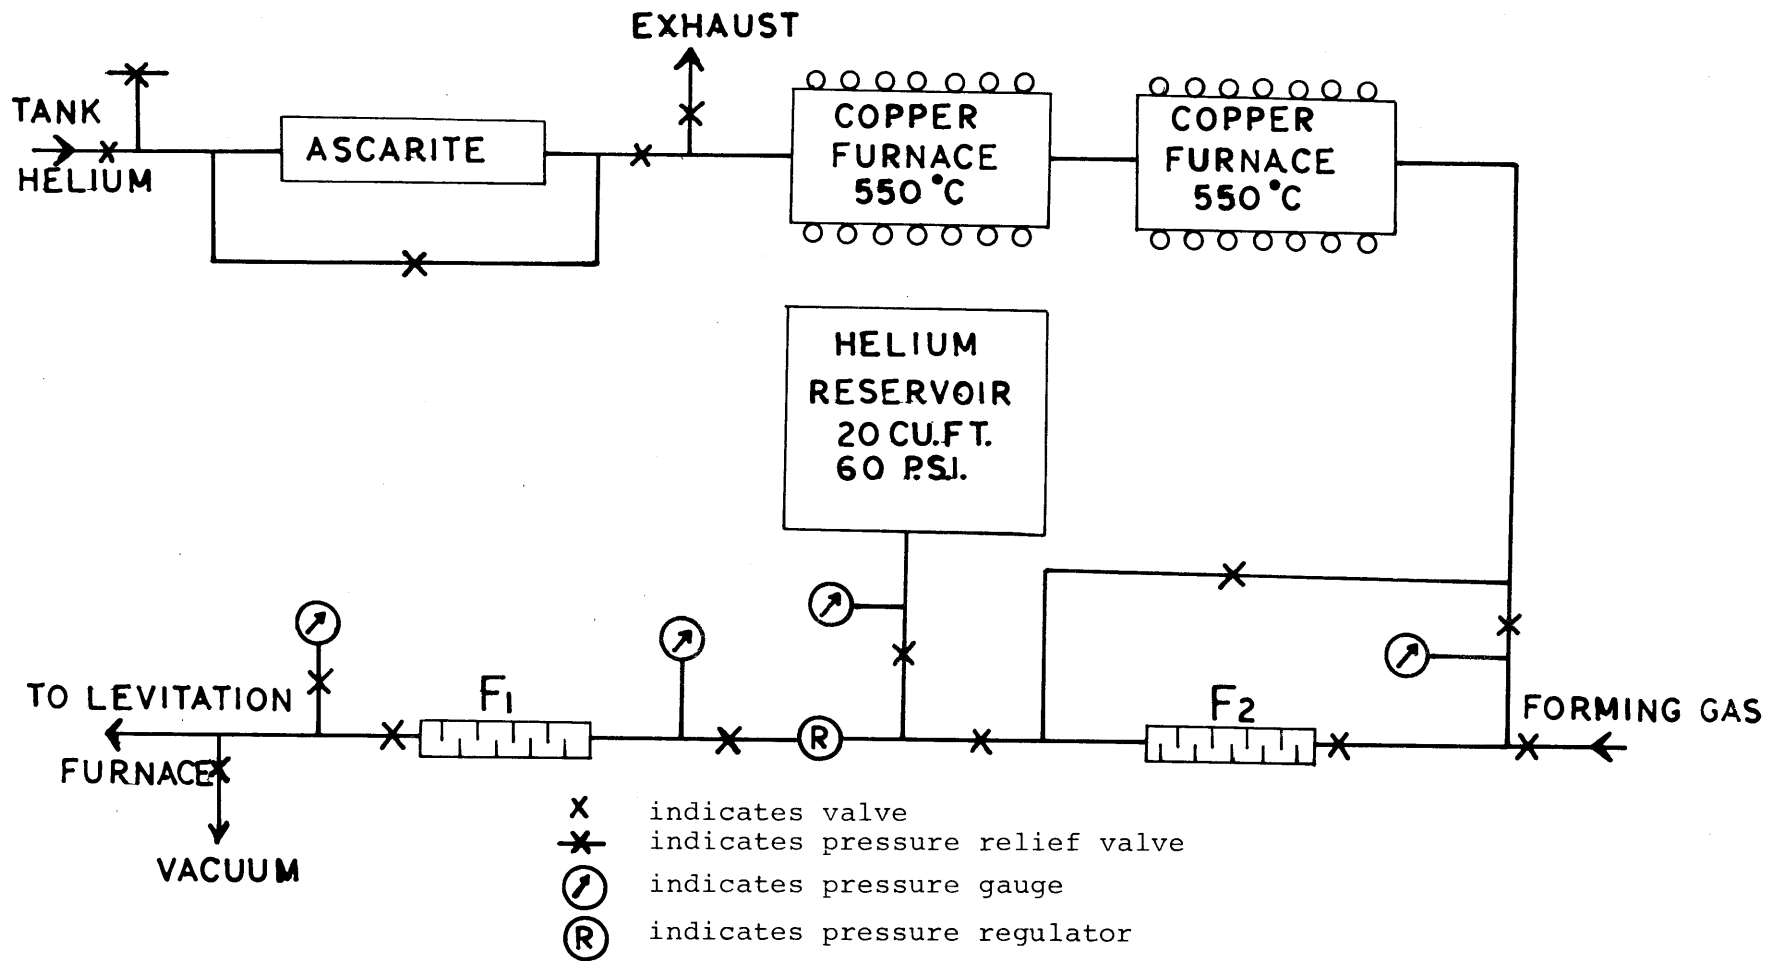 EXHAUST
TANK
HELIUM
ASCARITE
COPPER
FURNACE
550°C
COPPER
FURNACE
550°C
HELIUM
RESERVOIR
20 CU.FT.
60 P.S.I.
TO LEVITATION
FURNACE
VACUUM
F1
R
F2
FORMING GAS
X indicates valve
X indicates pressure relief valve
indicates pressure gauge
R indicates pressure regulator